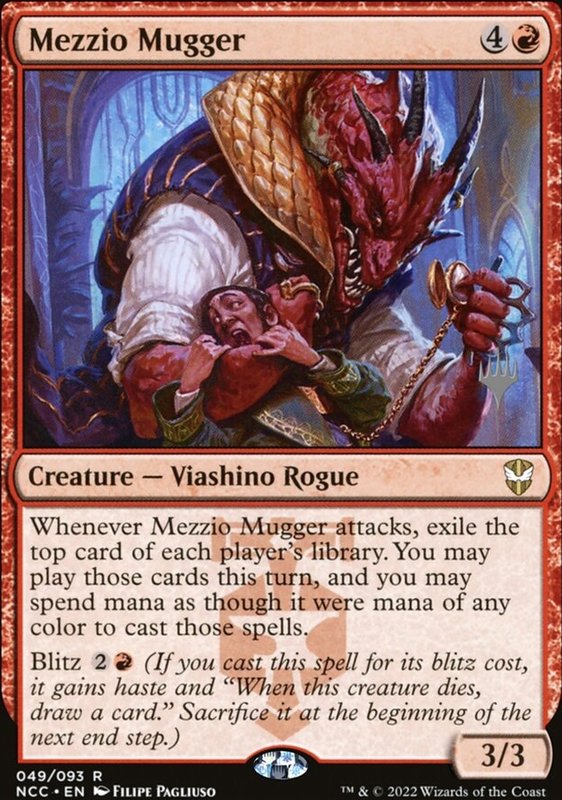 Mezzio Mugger 4
Creature — Viashino Rogue
Whenever Mezzio Mugger attacks, exile the
top card of each player's library. You may
play those cards this turn, and you may
spend mana as though it were mana of any
color to cast those spells.
Blitz 2 (If you cast this spell for its blitz cost,
it gains haste and “When this creature dies,
draw a card.” Sacrifice it at the beginning of the
next end step.)
3/3
049/093 R
NCC • EN Filipe Pagliuso
™ & © 2022 Wizards of the Coast